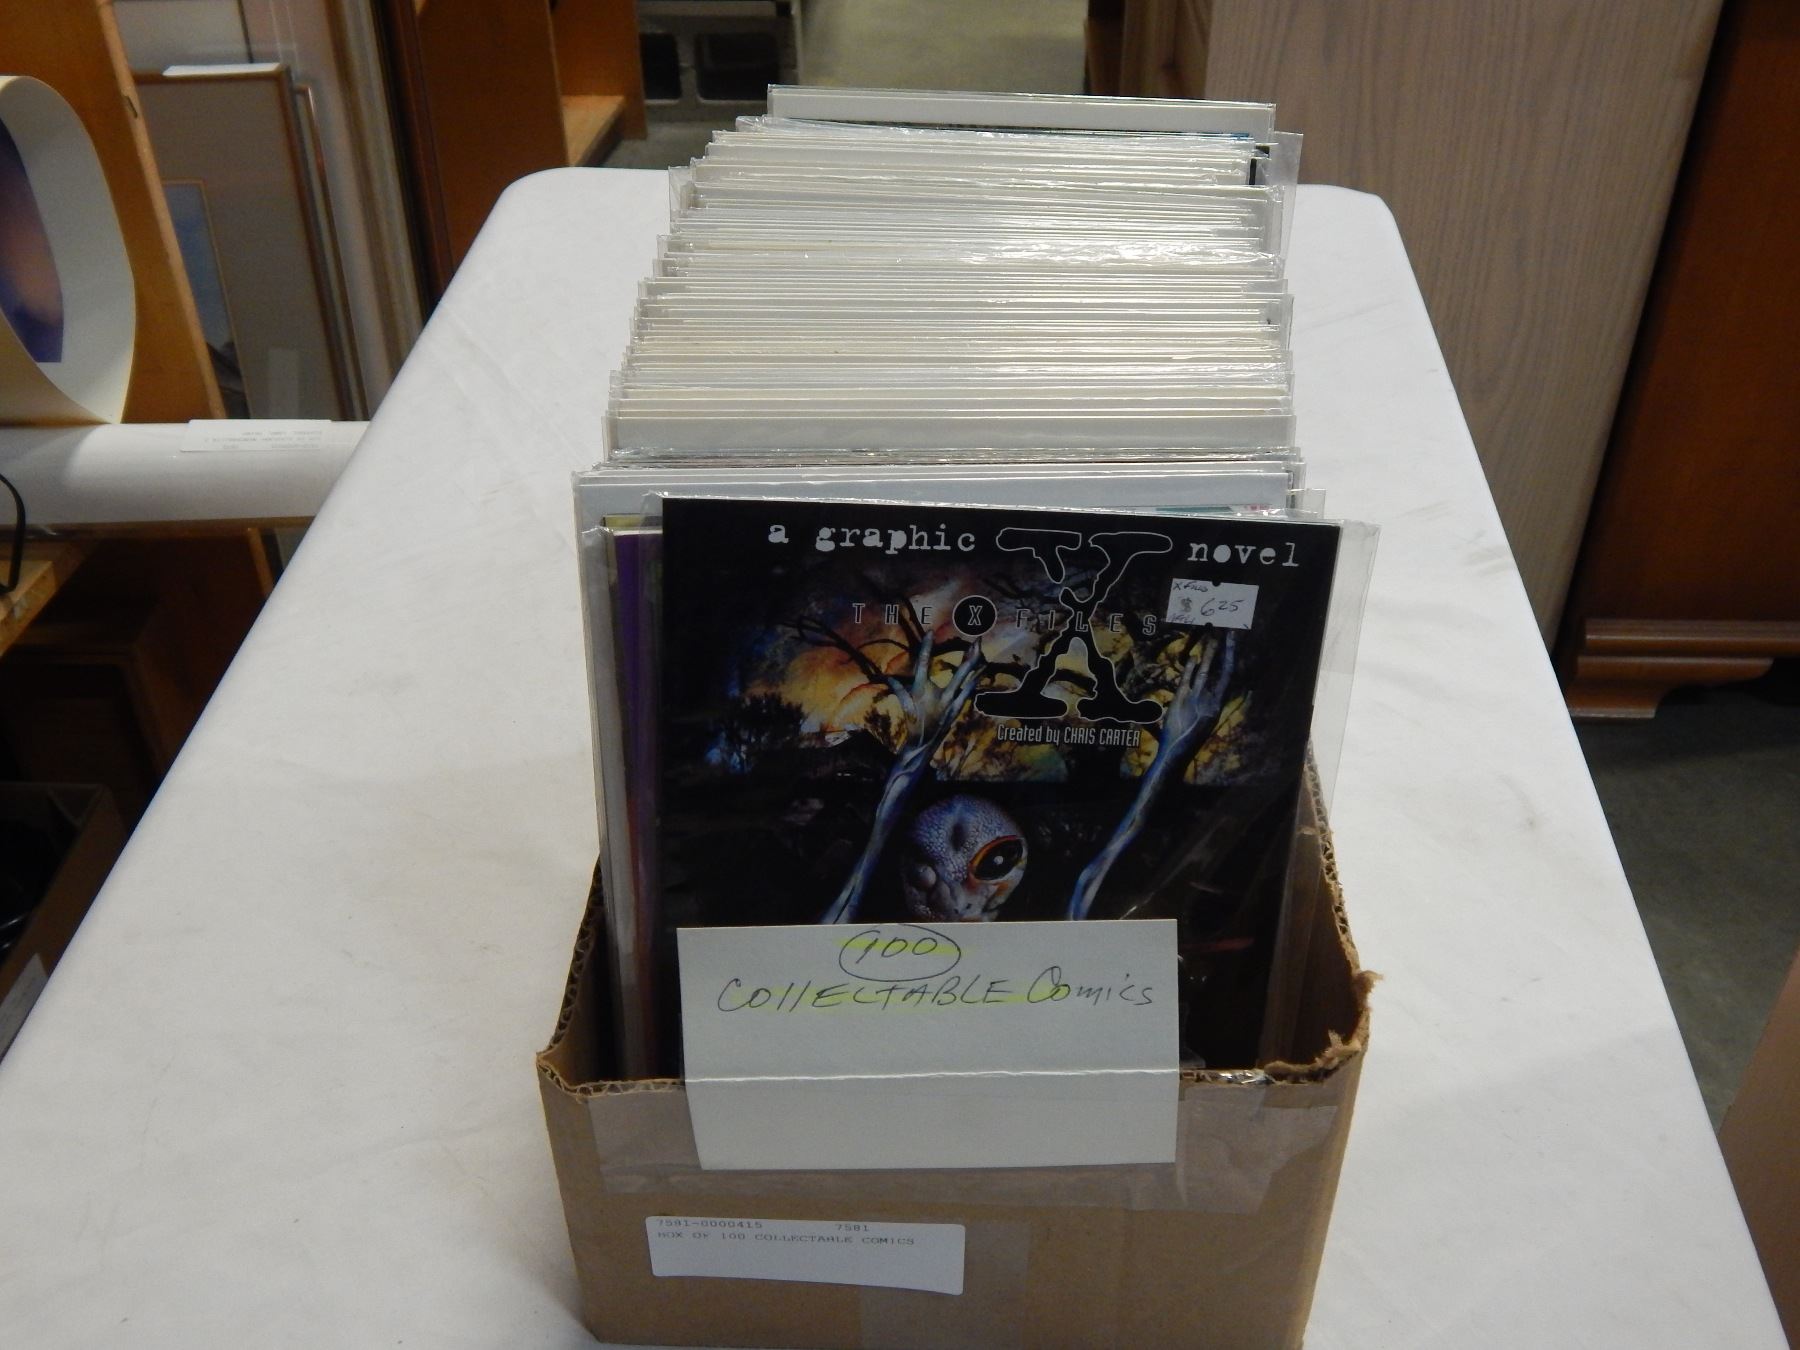 a graphic X novel
THE X FILES
X Files
$ 6.25
Created by CHRIS CARTER
100
COllECTABLE Comics
7581-0000415 7581
BOX OF 100 COLLECTABLE COMICS